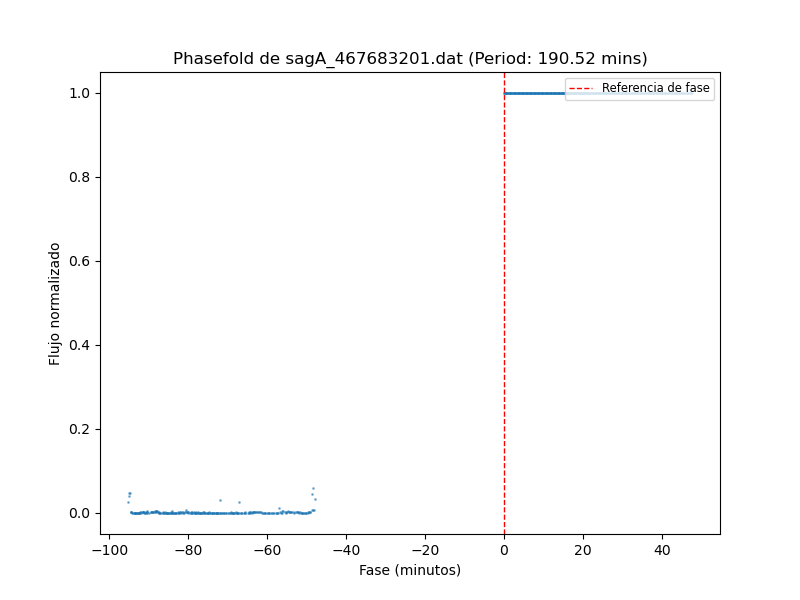 Phasefold de sagA_467683201.dat (Period: 190.52 mins)
Referencia de fase
Flujo normalizado
1.0
0.8
0.6
0.4
0.2
0.0
−100 −80 −60 −40 −20 0 20 40
Fase (minutos)